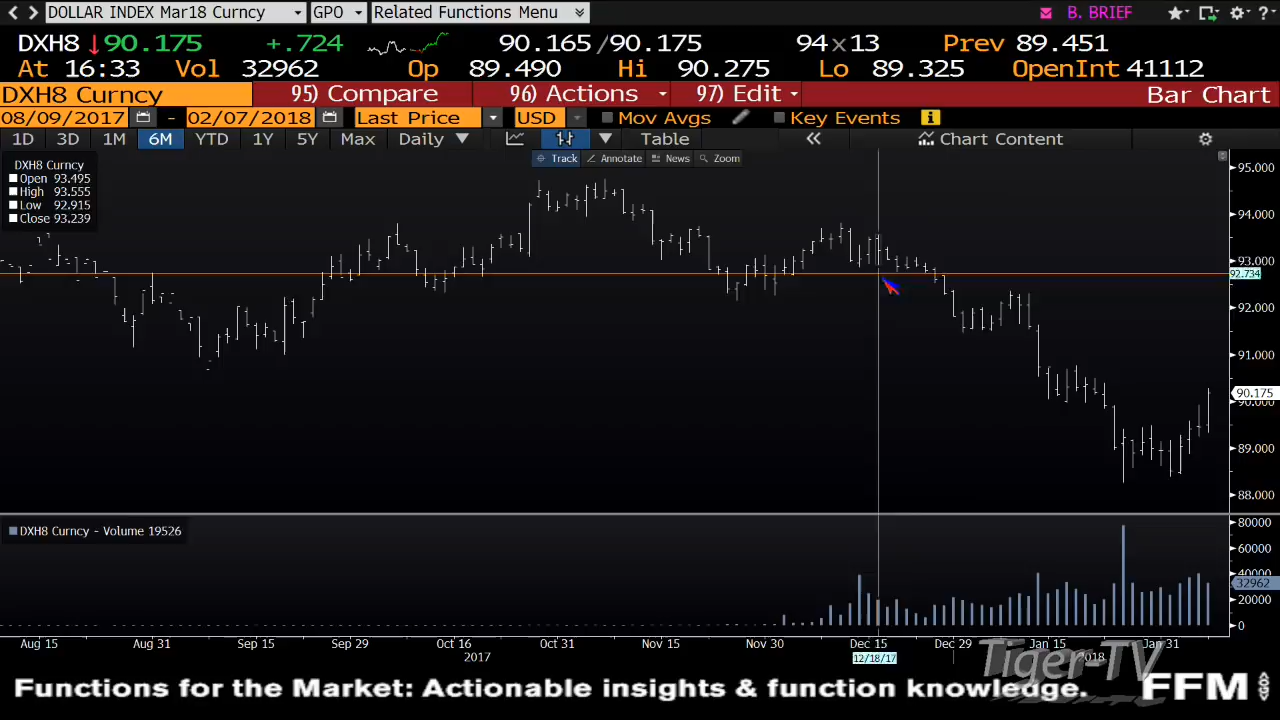 DOLLAR INDEX Mar18 Curncy GPO Related Functions Menu B. BRIEF ?
DXH8 ↓90.175 +.724 90.165/90.175 94x13 Prev 89.451
At 16:33 Vol 32962 Op 89.490 Hi 90.275 Lo 89.325 OpenInt 41112
DXH8 Curncy 95) Compare 96) Actions 97) Edit Bar Chart
08/09/2017 - 02/07/2018 Last Price USD Mov Avgs Key Events i
1D 3D 1M 6M YTD 1Y 5Y Max Daily Table « Chart Content
Track Annotate News Zoom
DXH8 Curncy
Open 93.495
High 93.555
Low 92.915
Close 93.239
95.000
94.000
93.000
92.734
92.000
91.000
90.175
90.000
89.000
88.000
DXH8 Curncy - Volume 19526
80000
60000
40000
32962
20000
0
Aug 15 Aug 31 Sep 15 Sep 29 Oct 16 Oct 31 Nov 15 Nov 30 Dec 15 Dec 29 Jan 15 Jan 31
2017 12/18/17 2018
Tiger-TV
Functions for the Market: Actionable insights & function knowledge. FFM